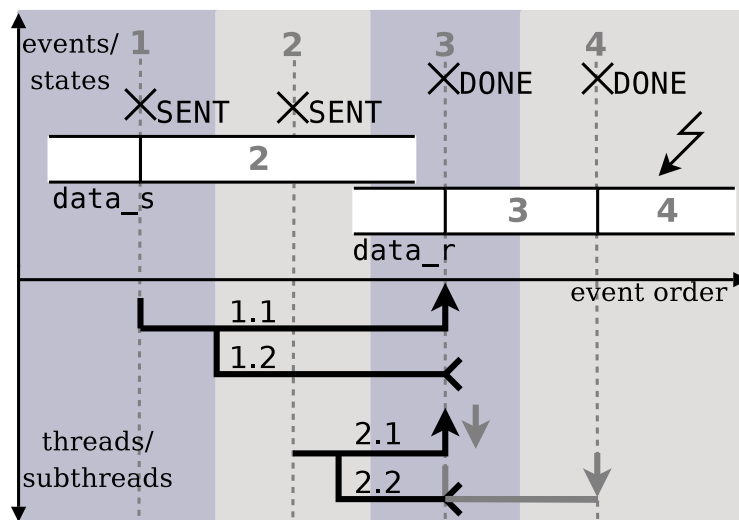 events/
states
1
2
3
4
SENT
SENT
DONE
DONE
2
data_s
3
4
data_r
event order
1.1
1.2
2.1
2.2
threads/
subthreads